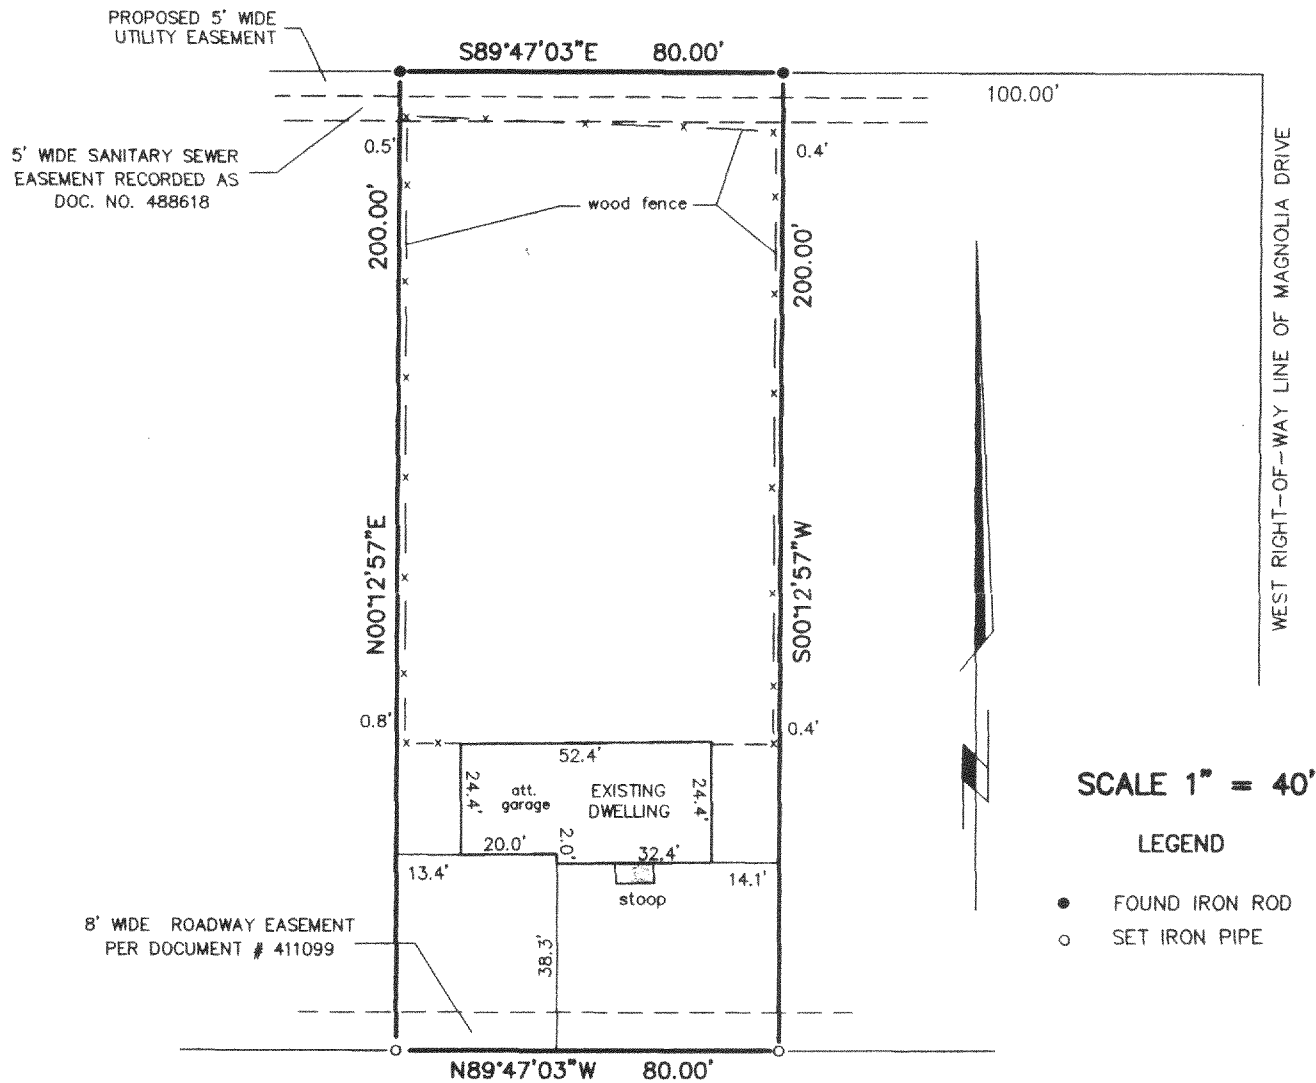 PROPOSED 5' WIDE
UTILITY EASEMENT
S89°47'03"E 80.00'
100.00'
5' WIDE SANITARY SEWER
EASEMENT RECORDED AS
DOC. NO. 488618
0.5'
0.4'
wood fence
200.00'
200.00'
WEST RIGHT-OF-WAY LINE OF MAGNOLIA DRIVE
N00°12'57"E
S00°12'57"W
0.8'
0.4'
52.4'
24.4'
att.
garage
EXISTING
DWELLING
24.4'
20.0'
2.0'
32.4'
13.4'
14.1'
stoop
38.3'
8' WIDE ROADWAY EASEMENT
PER DOCUMENT # 411099
N89°47'03"W 80.00'
SCALE 1" = 40'
LEGEND
FOUND IRON ROD
SET IRON PIPE